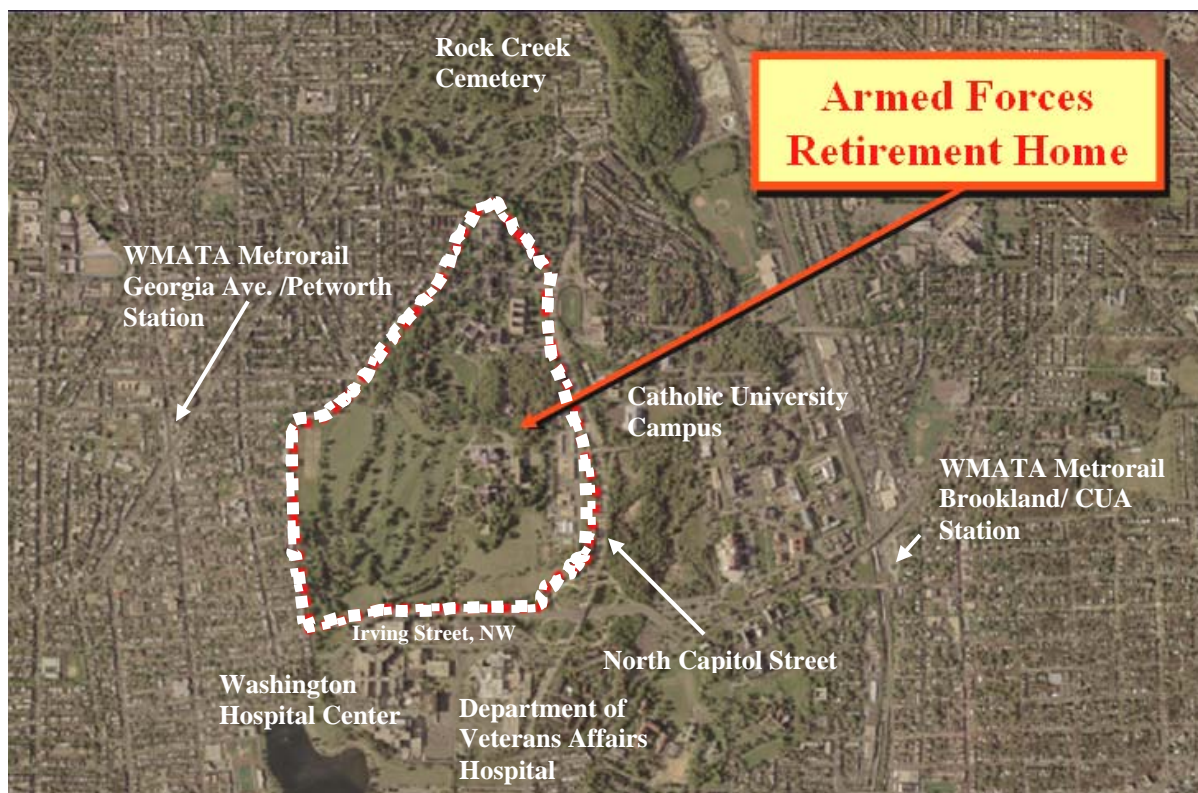 Rock Creek
Cemetery
Armed Forces
Retirement Home
WMATA Metrorail
Georgia Ave. /Petworth
Station
Catholic University
Campus
WMATA Metrorail
Brookland/ CUA
Station
Irving Street, NW
North Capitol Street
Washington
Hospital Center
Department of
Veterans Affairs
Hospital